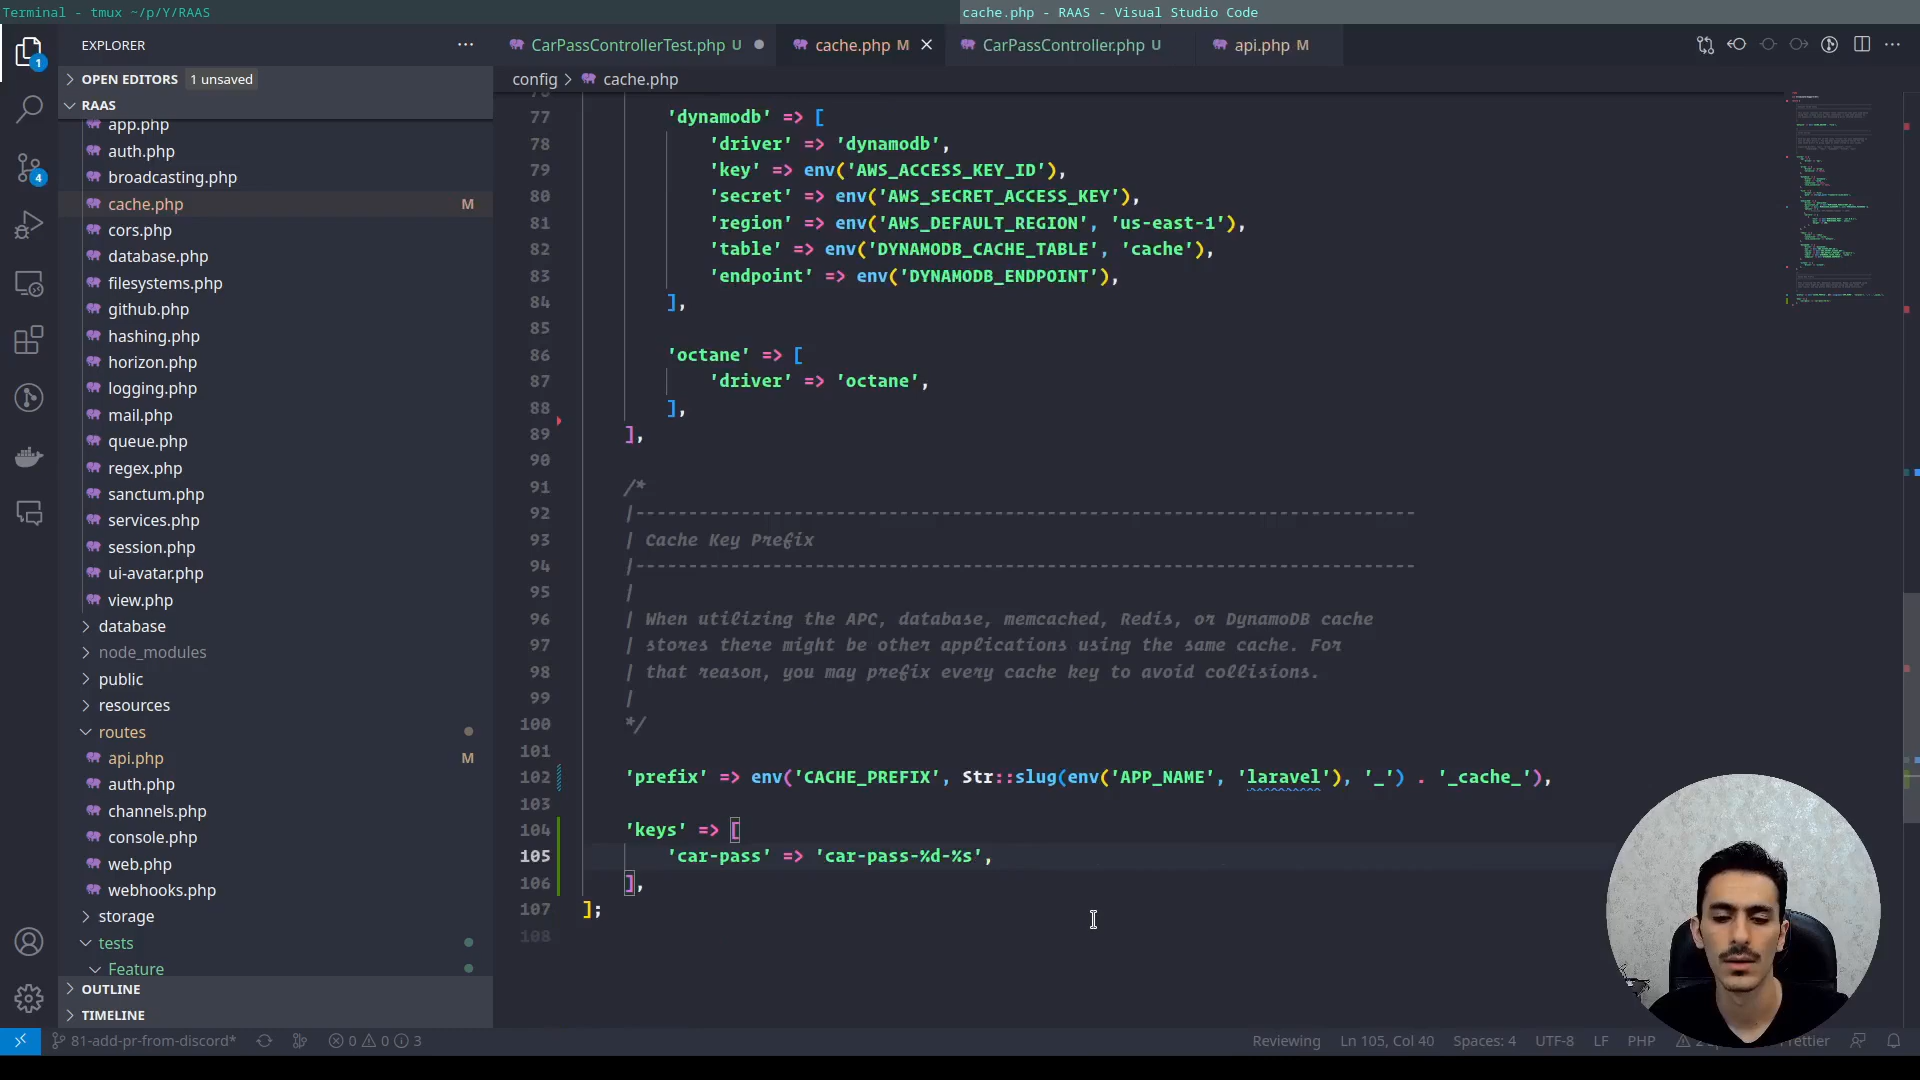 Terminal - tmux ~/p/Y/RAAS
cache.php - RAAS - Visual Studio Code
EXPLORER
OPEN EDITORS 1 unsaved
RAAS
app.php
auth.php
broadcasting.php
cache.php M
cors.php
database.php
filesystems.php
github.php
hashing.php
horizon.php
logging.php
mail.php
queue.php
regex.php
sanctum.php
services.php
session.php
ui-avatar.php
view.php
database
node_modules
public
resources
routes
api.php M
auth.php
channels.php
console.php
web.php
webhooks.php
storage
tests
Feature
OUTLINE
TIMELINE
1
4
CarPassControllerTest.php U
cache.php M
CarPassController.php U
api.php M
config > cache.php
77 'dynamodb' => [
78 'driver' => 'dynamodb',
79 'key' => env('AWS_ACCESS_KEY_ID'),
80 'secret' => env('AWS_SECRET_ACCESS_KEY'),
81 'region' => env('AWS_DEFAULT_REGION', 'us-east-1'),
82 'table' => env('DYNAMODB_CACHE_TABLE', 'cache'),
83 'endpoint' => env('DYNAMODB_ENDPOINT'),
84 ],
85
86 'octane' => [
87 'driver' => 'octane',
88 ],
89 ],
90
91 /*
92 |--------------------------------------------------------------------------
93 | Cache Key Prefix
94 |--------------------------------------------------------------------------
95 |
96 | When utilizing the APC, database, memcached, Redis, or DynamoDB cache
97 | stores there might be other applications using the same cache. For
98 | that reason, you may prefix every cache key to avoid collisions.
99 |
100 */
101
102 'prefix' => env('CACHE_PREFIX', Str::slug(env('APP_NAME', 'laravel'), '_') . '_cache_'),
103
104 'keys' => [
105 'car-pass' => 'car-pass-%d-%s',
106 ],
107 ];
108
81-add-pr-from-discord* 0 0 3
Reviewing Ln 105, Col 40 Spaces: 4 UTF-8 LF PHP